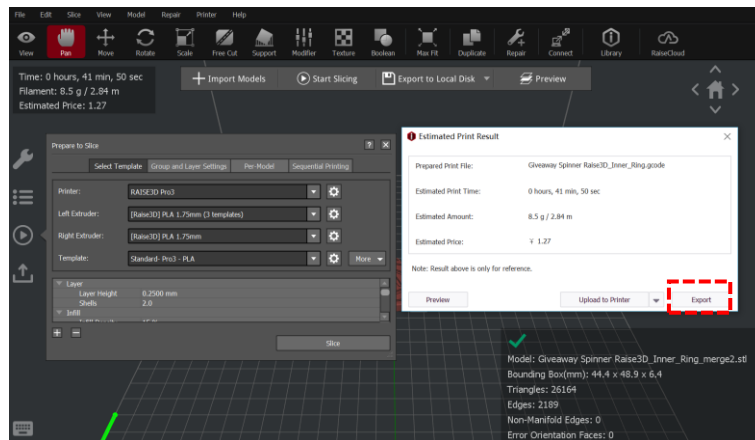 File Edit Slice View Model Repair Printer Help
View Pan Move Rotate Scale Free Cut Support Modifier Texture Boolean Max Fit Duplicate Repair Connect Library RaiseCloud
Time: 0 hours, 41 min, 50 sec
Filament: 8.5 g / 2.84 m
Estimated Price: 1.27
Import Models Start Slicing Export to Local Disk Preview
Prepare to Slice
Select Template Group and Layer Settings Per-Model Sequential Printing
Printer: RAISE3D Pro3
Left Extruder: [Raise3D] PLA 1.75mm (3 templates)
Right Extruder: [Raise3D] PLA 1.75mm
Template: Standard- Pro3 - PLA More
Layer
Layer Height 0.2500 mm
Shells 2.0
Infill
Slice
Estimated Print Result
Prepared Print File: Giveaway Spinner Raise3D_Inner_Ring.gcode
Estimated Print Time: 0 hours, 41 min, 50 sec
Estimated Amount: 8.5 g / 2.84 m
Estimated Price: 1.27
Note: Result above is only for reference.
Preview Upload to Printer Export
Model: Giveaway Spinner Raise3D_Inner_Ring_merge2.stl
Bounding Box(mm): 44.4 x 48.9 x 6.4
Triangles: 26164
Edges: 2189
Non-Manifold Edges: 0
Error Orientation Faces: 0